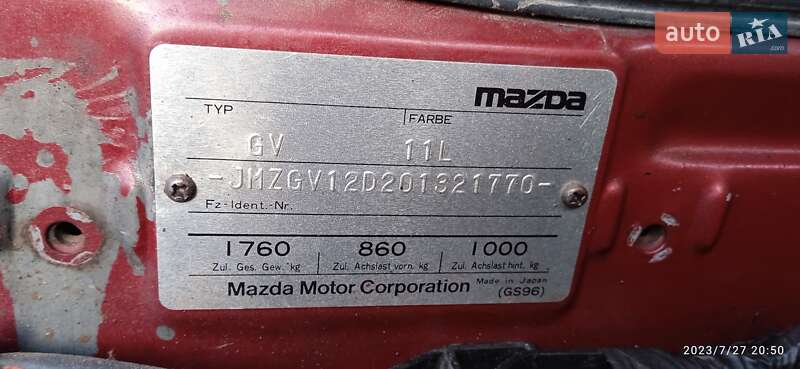 auto RIA.com
mazda
TYP FARBE
GV 11L
-JMZGV12D201321770-
Fz-Ident.-Nr.
1760 860 1000
Zul. Ges. Gew. kg Zul. Achslast vorn. kg Zul. Achslast hint. kg
Mazda Motor Corporation Made in Japan
(GS96)
2023/7/27 20:50